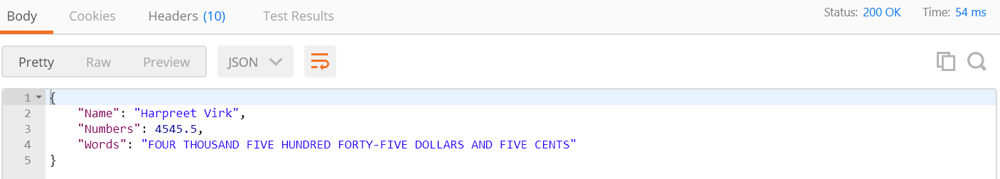 Body Cookies Headers (10) Test Results Status: 200 OK Time: 54 ms
Pretty Raw Preview JSON
1 {
2 "Name": "Harpreet Virk",
3 "Numbers": 4545.5,
4 "Words": "FOUR THOUSAND FIVE HUNDRED FORTY-FIVE DOLLARS AND FIVE CENTS"
5 }